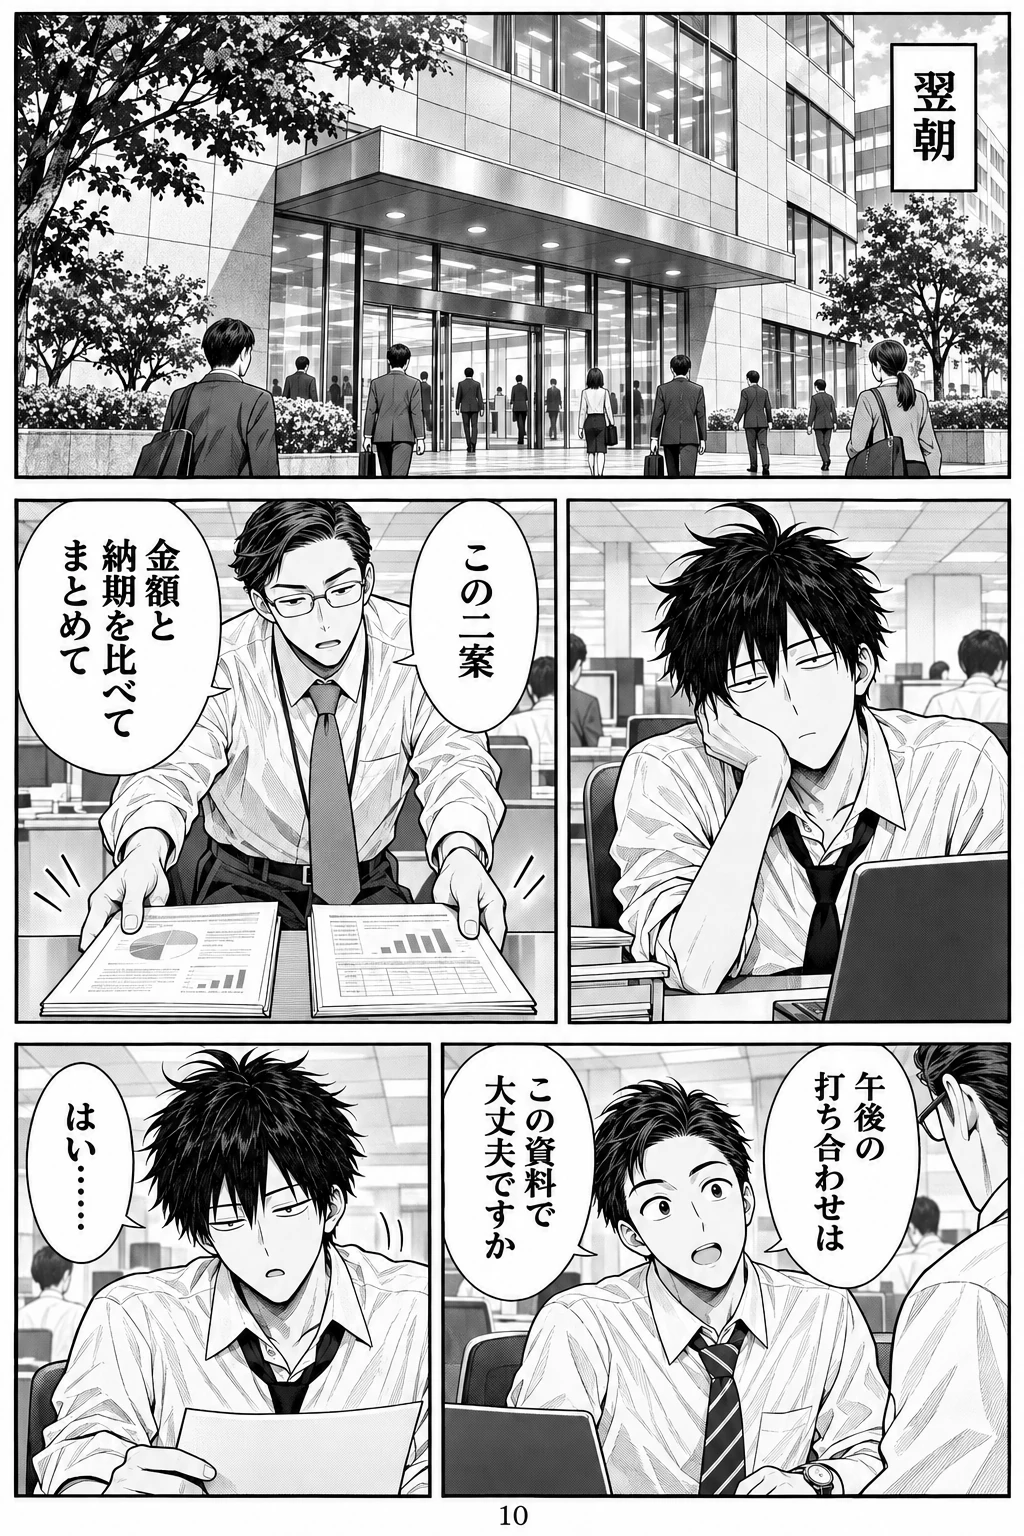 翌朝
この二案
金額と
納期を比べて
まとめて
午後の
打ち合わせは
この資料で
大丈夫ですか
はい……
10